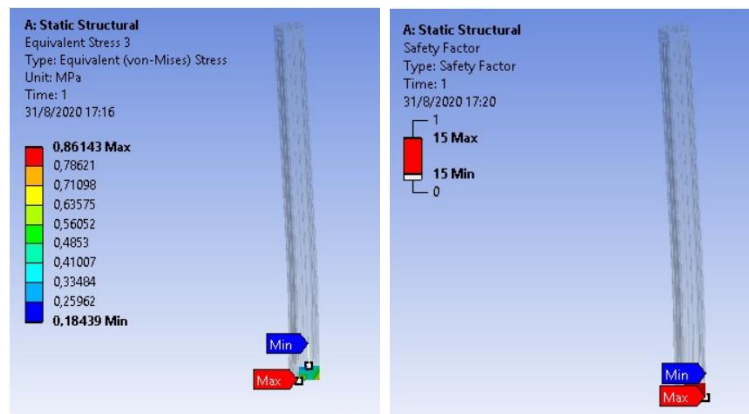 A: Static Structural
Equivalent Stress 3
Type: Equivalent (von-Mises) Stress
Unit: MPa
Time: 1
31/8/2020 17:16
0,86143 Max
0,78621
0,71098
0,63575
0,56052
0,4853
0,41007
0,33484
0,25962
0,18439 Min
Min
Max
A: Static Structural
Safety Factor
Type: Safety Factor
Time: 1
31/8/2020 17:20
1
15 Max
15 Min
0
Min
Max